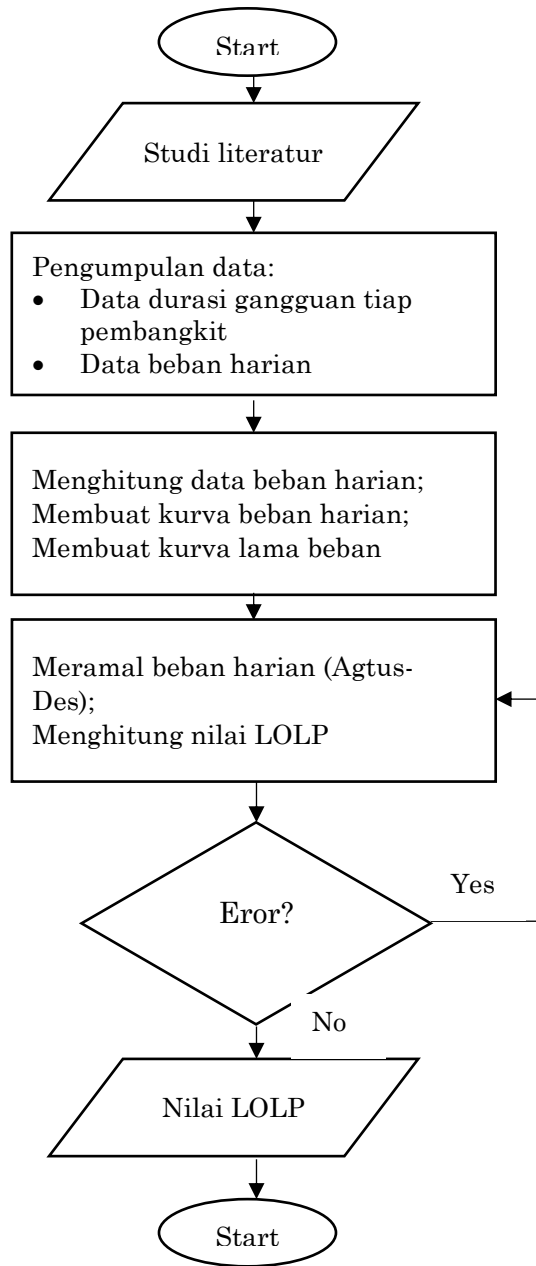 Start
Studi literatur
Pengumpulan data:
• Data durasi gangguan tiap
pembangkit
• Data beban harian
Menghitung data beban harian;
Membuat kurva beban harian;
Membuat kurva lama beban
Meramal beban harian (Agtus-
Des);
Menghitung nilai LOLP
Eror?
Yes
No
Nilai LOLP
Start